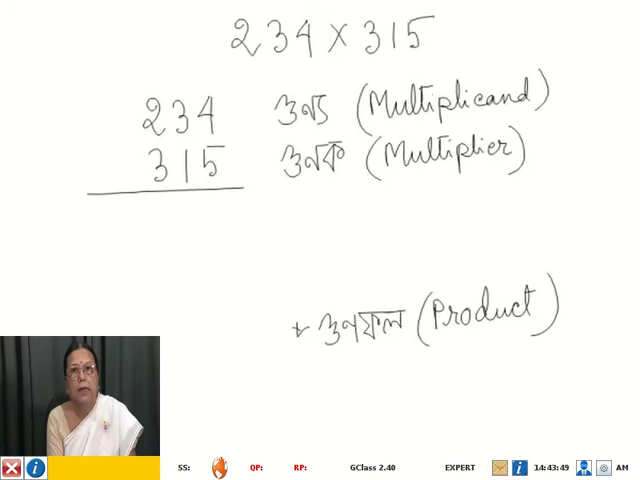 234 × 315
234 গুণ্য (Multiplicand)
315 গুণক (Multiplier)
* গুণফল (Product)
SS: QP: RP: GClass 2.40 EXPERT 14:43:49 AM